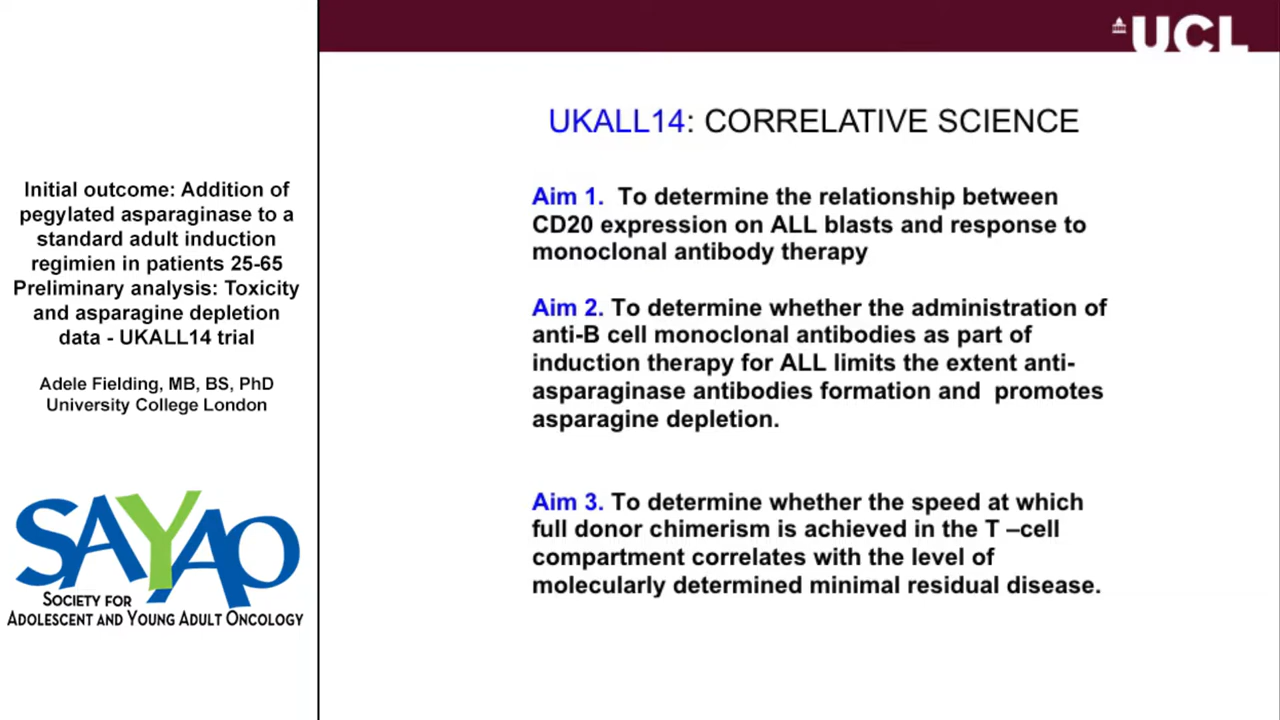 UCL
Initial outcome: Addition of
pegylated asparaginase to a
standard adult induction
regimien in patients 25-65
Preliminary analysis: Toxicity
and asparagine depletion
data - UKALL14 trial
Adele Fielding, MB, BS, PhD
University College London
SAYAO
SOCIETY FOR
ADOLESCENT AND YOUNG ADULT ONCOLOGY
UKALL14: CORRELATIVE SCIENCE
Aim 1. To determine the relationship between
CD20 expression on ALL blasts and response to
monoclonal antibody therapy
Aim 2. To determine whether the administration of
anti-B cell monoclonal antibodies as part of
induction therapy for ALL limits the extent anti-
asparaginase antibodies formation and promotes
asparagine depletion.
Aim 3. To determine whether the speed at which
full donor chimerism is achieved in the T –cell
compartment correlates with the level of
molecularly determined minimal residual disease.